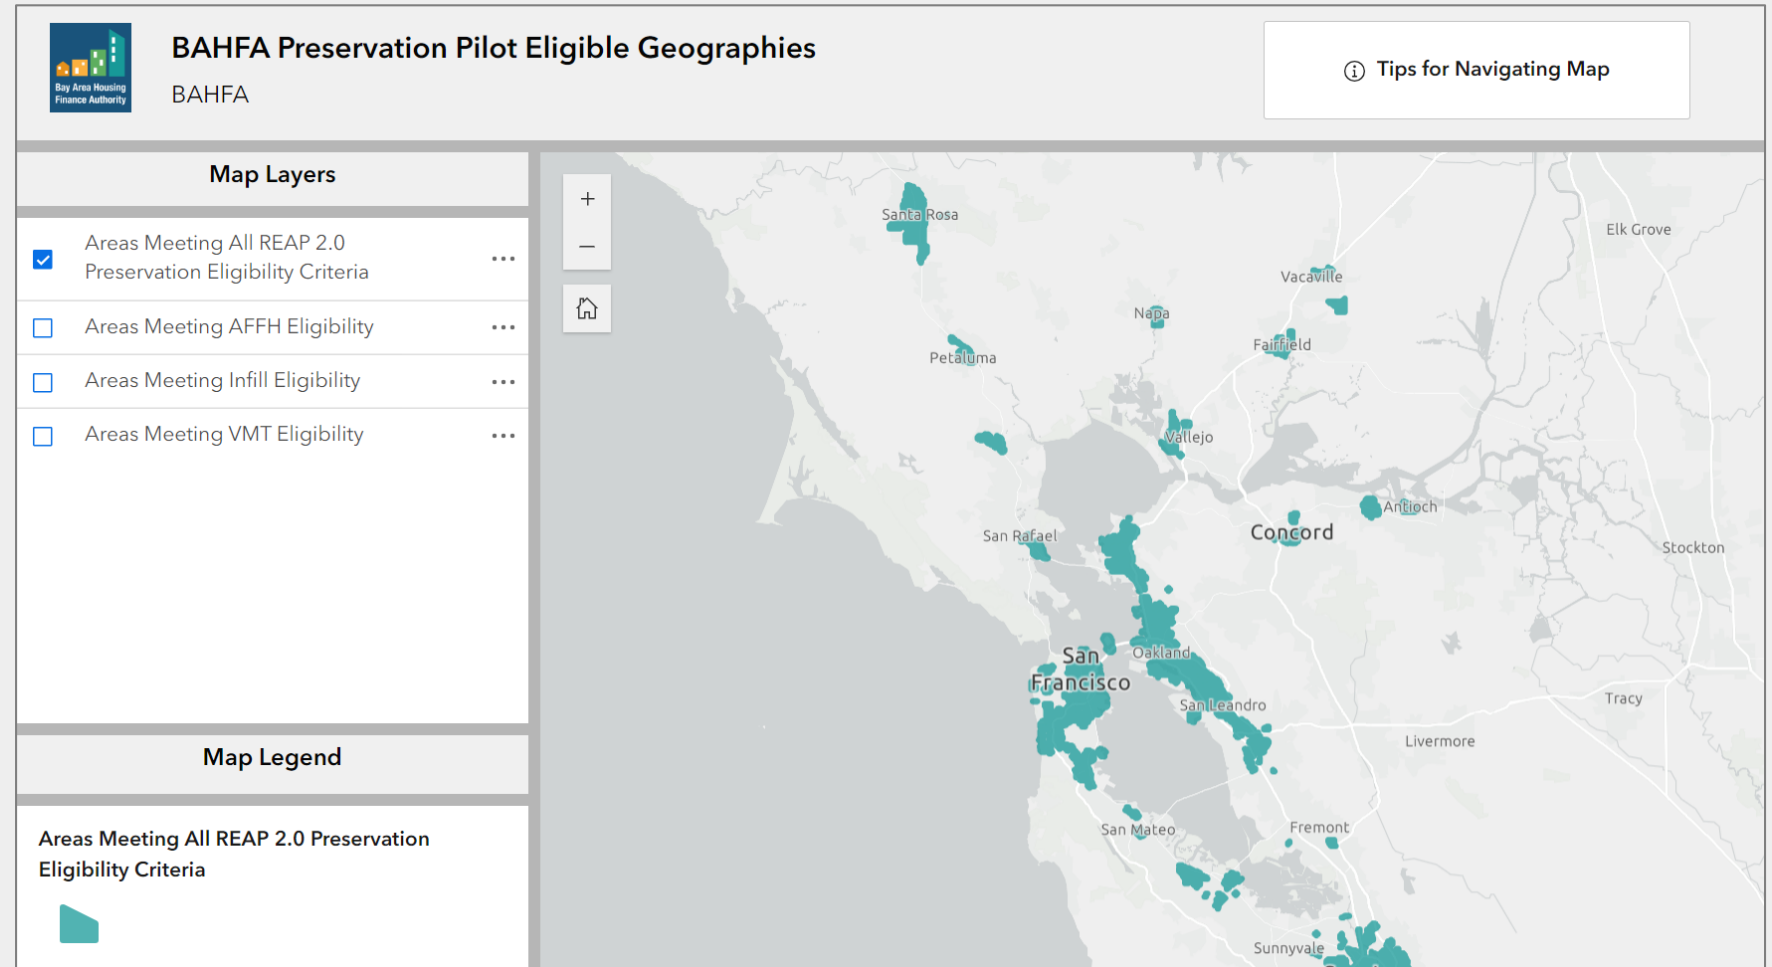 BAHFA Preservation Pilot Eligible Geographies
BAHFA
Bay Area Housing
Finance Authority
Tips for Navigating Map
Map Layers
Areas Meeting All REAP 2.0
Preservation Eligibility Criteria
Areas Meeting AFFH Eligibility
Areas Meeting Infill Eligibility
Areas Meeting VMT Eligibility
Map Legend
Areas Meeting All REAP 2.0 Preservation
Eligibility Criteria
Santa Rosa
Elk Grove
Vacaville
Napa
Fairfield
Petaluma
Vallejo
Antioch
Concord
San Rafael
Stockton
San
Francisco
Oakland
San Leandro
Tracy
Livermore
San Mateo
Fremont
Sunnyvale